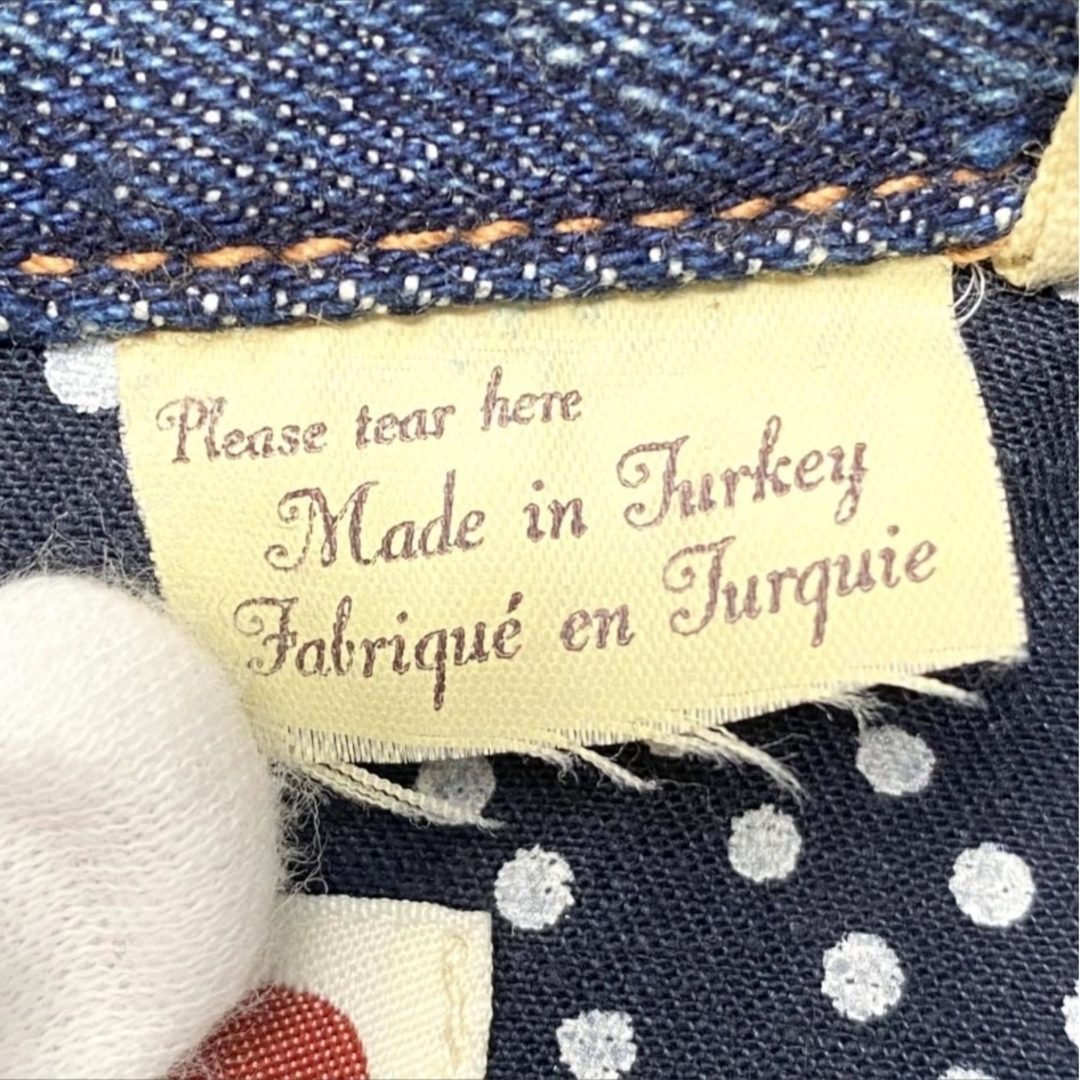 Please tear here
Made in Turkey
Fabriqué en Turquie